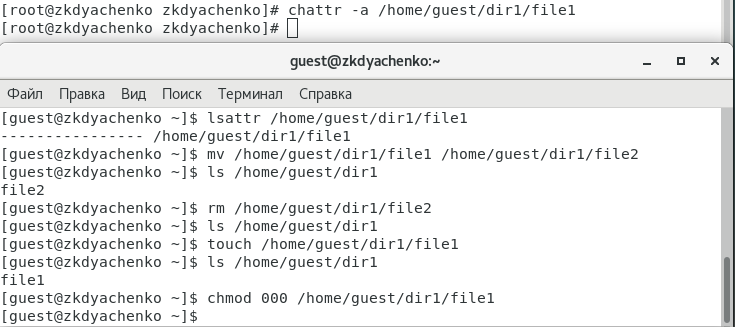 [root@zkdyachenko zkdyachenko]# chattr -a /home/guest/dir1/file1
[root@zkdyachenko zkdyachenko]#
guest@zkdyachenko:~
Файл Правка Вид Поиск Терминал Справка
[guest@zkdyachenko ~]$ lsattr /home/guest/dir1/file1
---------------- /home/guest/dir1/file1
[guest@zkdyachenko ~]$ mv /home/guest/dir1/file1 /home/guest/dir1/file2
[guest@zkdyachenko ~]$ ls /home/guest/dir1
file2
[guest@zkdyachenko ~]$ rm /home/guest/dir1/file2
[guest@zkdyachenko ~]$ ls /home/guest/dir1
[guest@zkdyachenko ~]$ touch /home/guest/dir1/file1
[guest@zkdyachenko ~]$ ls /home/guest/dir1
file1
[guest@zkdyachenko ~]$ chmod 000 /home/guest/dir1/file1
[guest@zkdyachenko ~]$